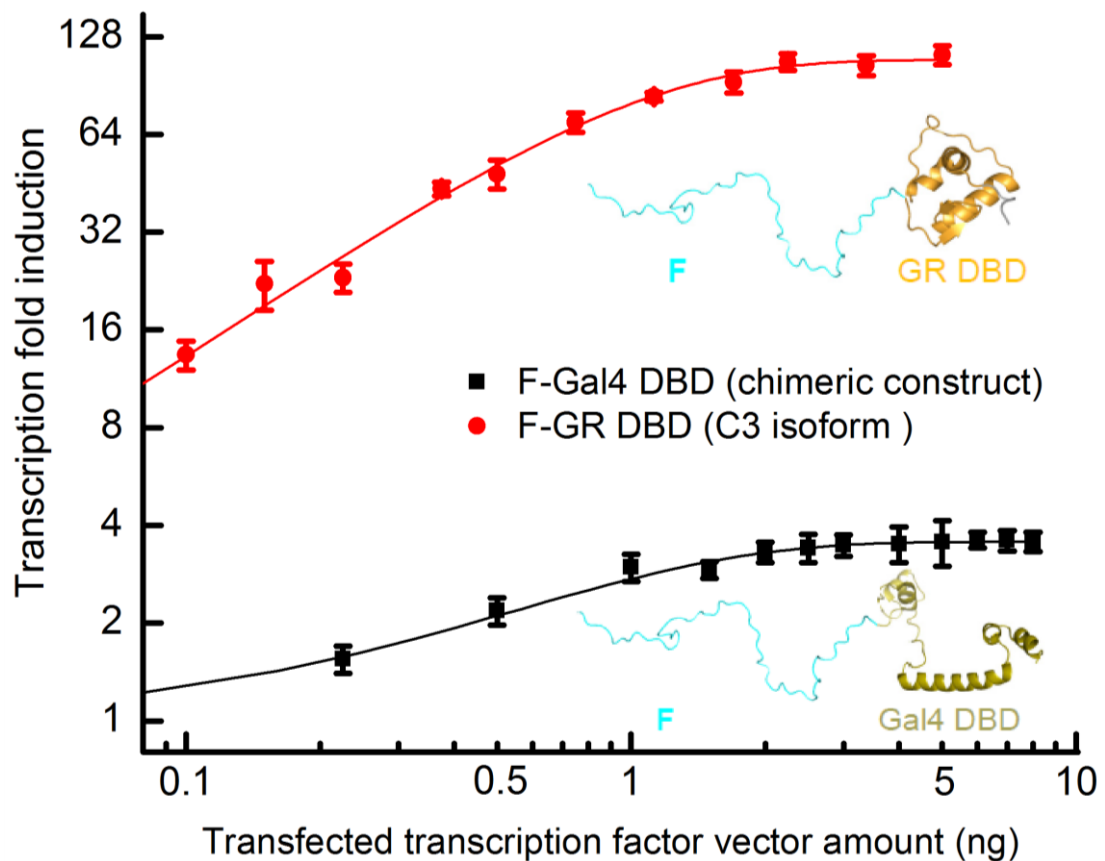 Transcription fold induction
128
64
32
16
8
4
2
1
F
GR DBD
F-Gal4 DBD (chimeric construct)
F-GR DBD (C3 isoform )
F
Gal4 DBD
0.1
0.5
1
5
10
Transfected transcription factor vector amount (ng)